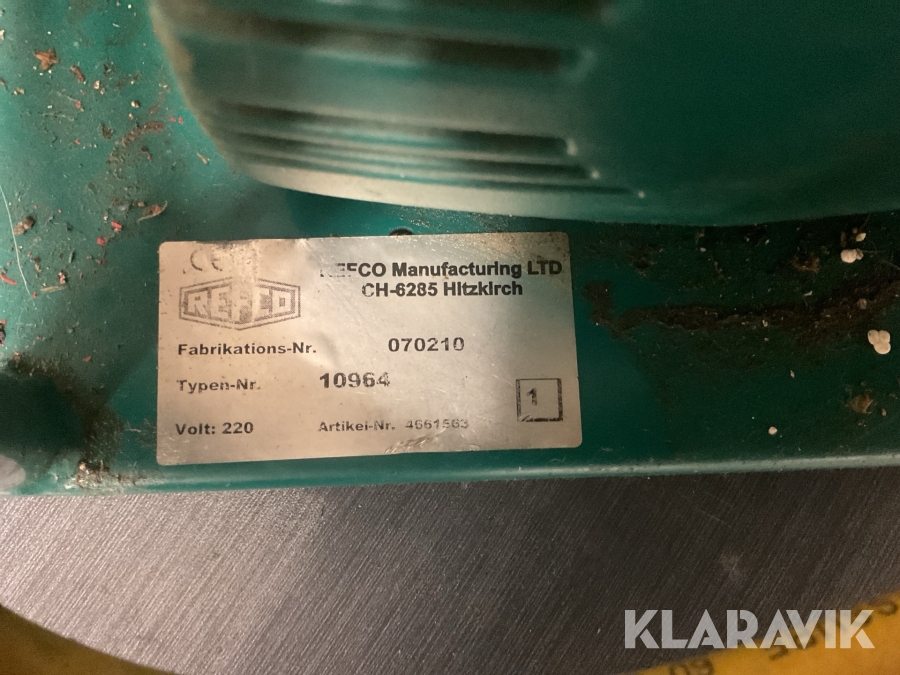 CE
REFCO Manufacturing LTD
CH-6285 Hitzkirch
REFCO
Fabrikations-Nr. 070210
Typen-Nr. 10964
1
Volt: 220 Artikel-Nr. 4661563
KLARAVIK